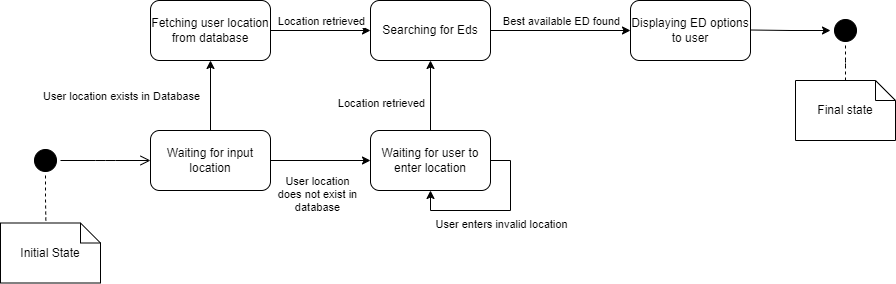 Fetching user location
from database
Location retrieved
Searching for Eds
Best available ED found
Displaying ED options
to user
User location exists in Database
Location retrieved
Final state
Waiting for input
location
User location
does not exist in
database
Waiting for user to
enter location
User enters invalid location
Initial State